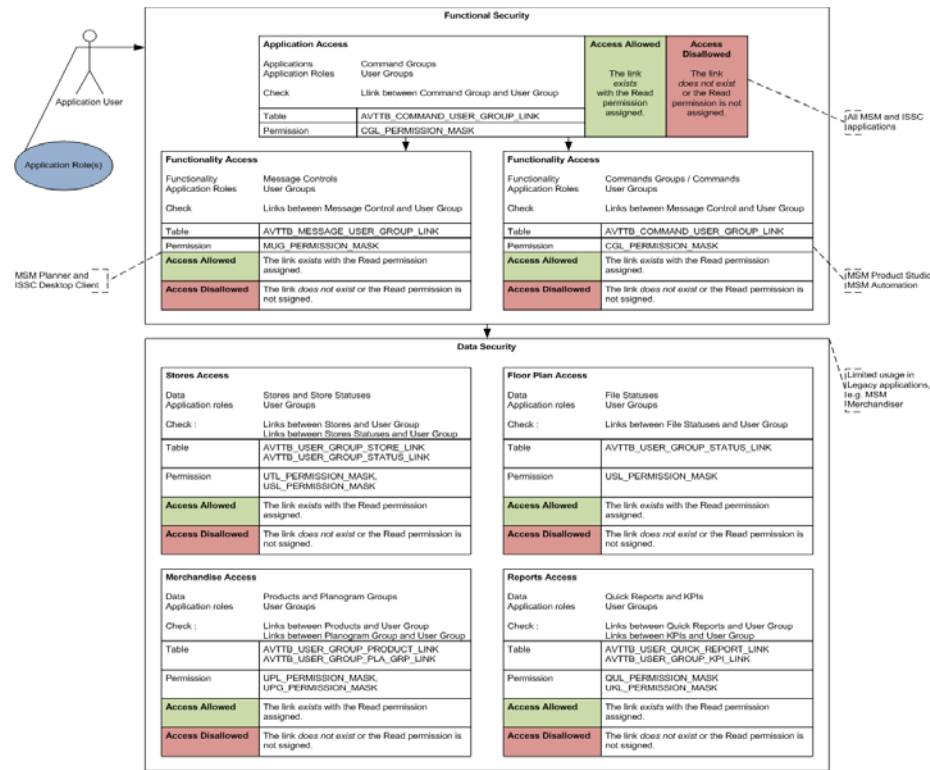 Functional Security
Application User
Application Role(s)
Application Access
Applications Command Groups
Application Roles User Groups
Check Llink between Command Group and User Group
Table AVTTB_COMMAND_USER_GROUP_LINK
Permission CGL_PERMISSION_MASK
Access Allowed
The link
exists
with the Read
permission
assigned.
Access
Disallowed
The link
does not exist
or the Read
permission is not
assigned.
All MSM and ISSC
applications
Functionality Access
Functionality Message Controls
Application Roles User Groups
Check Links between Message Control and User Group
Table AVTTB_MESSAGE_USER_GROUP_LINK
Permission MUG_PERMISSION_MASK
Access Allowed The link exists with the Read permission
assigned.
Access Disallowed The link does not exist or the Read permission is
not ssigned.
MSM Planner and
ISSC Desktop Client
Functionality Access
Functionality Commands Groups / Commands
Application Roles User Groups
Check Links between Message Control and User Group
Table AVTTB_COMMAND_USER_GROUP_LINK
Permission CGL_PERMISSION_MASK
Access Allowed The link exists with the Read permission
assigned.
Access Disallowed The link does not exist or the Read permission is
not ssigned.
MSM Product Studio
MSM Automation
Data Security
Limited usage in
Legacy applications,
e.g. MSM
Merchandiser
Stores Access
Data Stores and Store Statuses
Application roles User Groups
Check : Links between Stores and User Group
Links between Stores Statuses and User Group
Table AVTTB_USER_GROUP_STORE_LINK
AVTTB_USER_GROUP_STATUS_LINK
Permission UTL_PERMISSION_MASK,
USL_PERMISSION_MASK
Access Allowed The link exists with the Read permission
assigned.
Access Disallowed The link does not exist or the Read permission is
not ssigned.
Floor Plan Access
Data File Statuses
Application roles User Groups
Check : Links between File Statuses and User Group
Table AVTTB_USER_GROUP_STATUS_LINK
Permission USL_PERMISSION_MASK
Access Allowed The link exists with the Read permission
assigned.
Access Disallowed The link does not exist or the Read permission is
not ssigned.
Merchandise Access
Data Products and Planogram Groups
Application roles User Groups
Check : Links between Products and User Group
Links between Planogram Group and User Group
Table AVTTB_USER_GROUP_PRODUCT_LINK
AVTTB_USER_GROUP_PLA_GRP_LINK
Permission UPL_PERMISSION_MASK,
UPG_PERMISSION_MASK
Access Allowed The link exists with the Read permission
assigned.
Access Disallowed The link does not exist or the Read permission is
not ssigned.
Reports Access
Data Quick Reports and KPIs
Application roles User Groups
Check : Links between Quick Reports and User Group
Links between KPIs and User Group
Table AVTTB_USER_QUICK_REPORT_LINK
AVTTB_USER_GROUP_KPI_LINK
Permission QUL_PERMISSION_MASK
UKL_PERMISSION_MASK
Access Allowed The link exists with the Read permission
assigned.
Access Disallowed The link does not exist or the Read permission is
not ssigned.